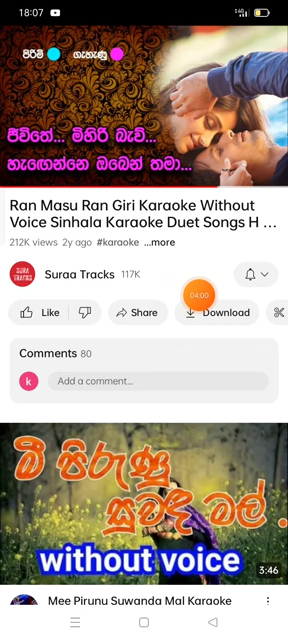 18:07
4G
පිරිමි ගැහැණු
ජීවිතේ... මිහිරි බැව්...
හැඟෙන්නෙ ඔබෙන් තමා...
Ran Masu Ran Giri Karaoke Without
Voice Sinhala Karaoke Duet Songs H ...
212K views 2y ago #karaoke ...more
SURA TRACKS
Suraa Tracks 117K
Like Share Download
04:00
Comments 80
k Add a comment...
මී පිරුණු
සුවඳ මල් .
without voice
3:46
Mee Pirunu Suwanda Mal Karaoke